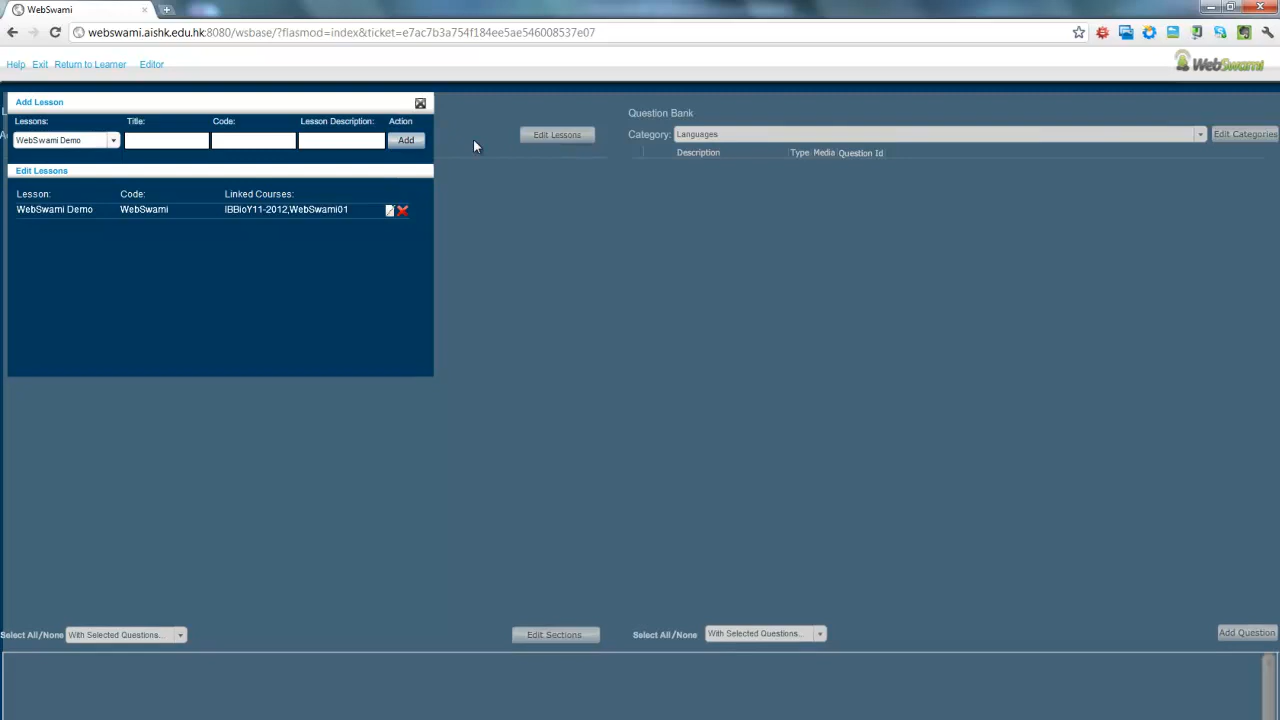 WebSwami
webswami.aishk.edu.hk:8080/wsbase/?flasmod=index&ticket=e7ac7b3a754f184ee5ae546008537e07
Help Exit Return to Learner Editor
WebSwami
Add Lesson
Lessons: Title: Code: Lesson Description: Action
WebSwami Demo Add
Edit Lessons
Lesson: Code: Linked Courses:
WebSwami Demo WebSwami IBBioY11-2012,WebSwami01
Edit Lessons
Question Bank
Category: Languages Edit Categories
Description Type Media Question Id
Select All/None With Selected Questions... Edit Sections
Select All/None With Selected Questions... Add Question